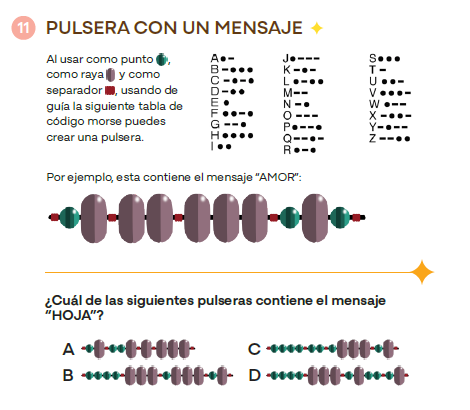 11 PULSERA CON UN MENSAJE
Al usar como punto
como raya y como
separador , usando de
guía la siguiente tabla de
código morse puedes
crear una pulsera.
A •–
B –•••
C –•–•
D –••
E •
F ••–•
G ––•
H ••••
I ••
J •–––
K –•–
L •–••
M ––
N –•
O –––
P •––•
Q ––•–
R •–•
S •••
T –
U ••–
V •••–
W •––
X –••–
Y –•––
Z ––••
Por ejemplo, esta contiene el mensaje “AMOR”:
¿Cuál de las siguientes pulseras contiene el mensaje
“HOJA”?
A
B
C
D